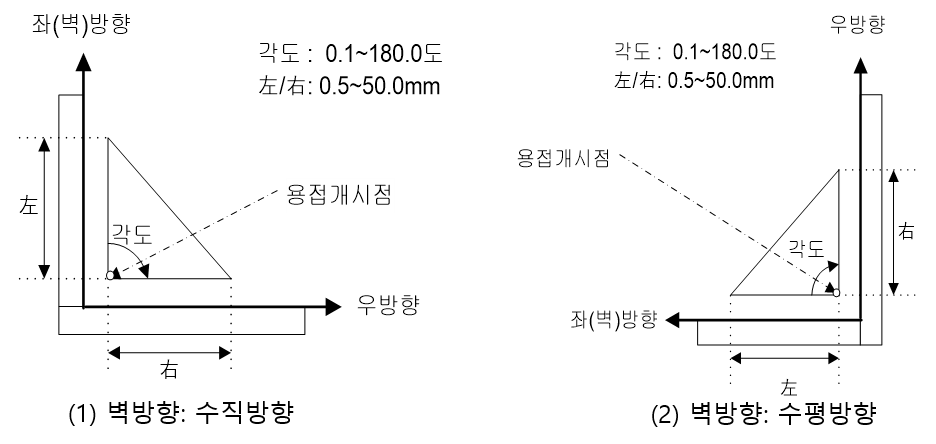 좌(벽)방향
각도 : 0.1~180.0도
左/右: 0.5~50.0mm
左
용접개시점
각도
우방향
右
(1) 벽방향: 수직방향
우방향
각도 : 0.1~180.0도
左/右: 0.5~50.0mm
용접개시점
각도
右
좌(벽)방향
左
(2) 벽방향: 수평방향